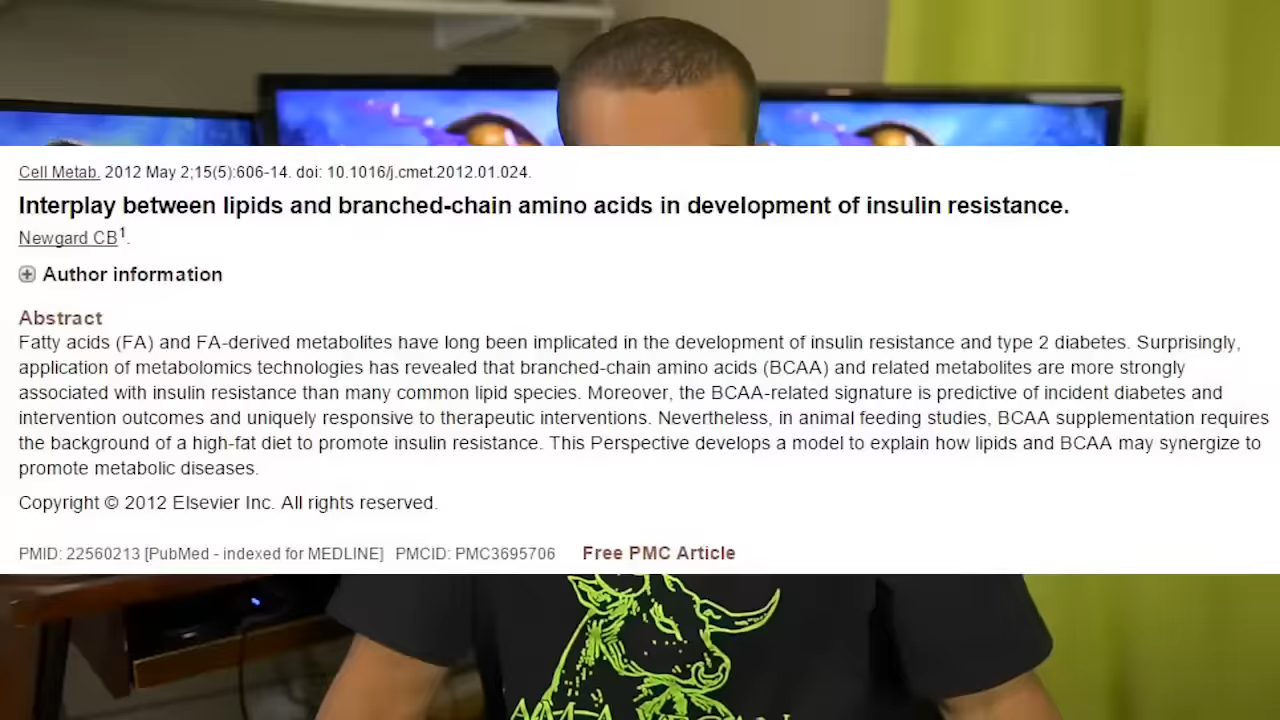 Cell Metab. 2012 May 2;15(5):606-14. doi: 10.1016/j.cmet.2012.01.024.
Interplay between lipids and branched-chain amino acids in development of insulin resistance.
Newgard CB1.
Author information
Abstract
Fatty acids (FA) and FA-derived metabolites have long been implicated in the development of insulin resistance and type 2 diabetes. Surprisingly,
application of metabolomics technologies has revealed that branched-chain amino acids (BCAA) and related metabolites are more strongly
associated with insulin resistance than many common lipid species. Moreover, the BCAA-related signature is predictive of incident diabetes and
intervention outcomes and uniquely responsive to therapeutic interventions. Nevertheless, in animal feeding studies, BCAA supplementation requires
the background of a high-fat diet to promote insulin resistance. This Perspective develops a model to explain how lipids and BCAA may synergize to
promote metabolic diseases.
Copyright © 2012 Elsevier Inc. All rights reserved.
PMID: 22560213 [PubMed - indexed for MEDLINE] PMCID: PMC3695706 Free PMC Article